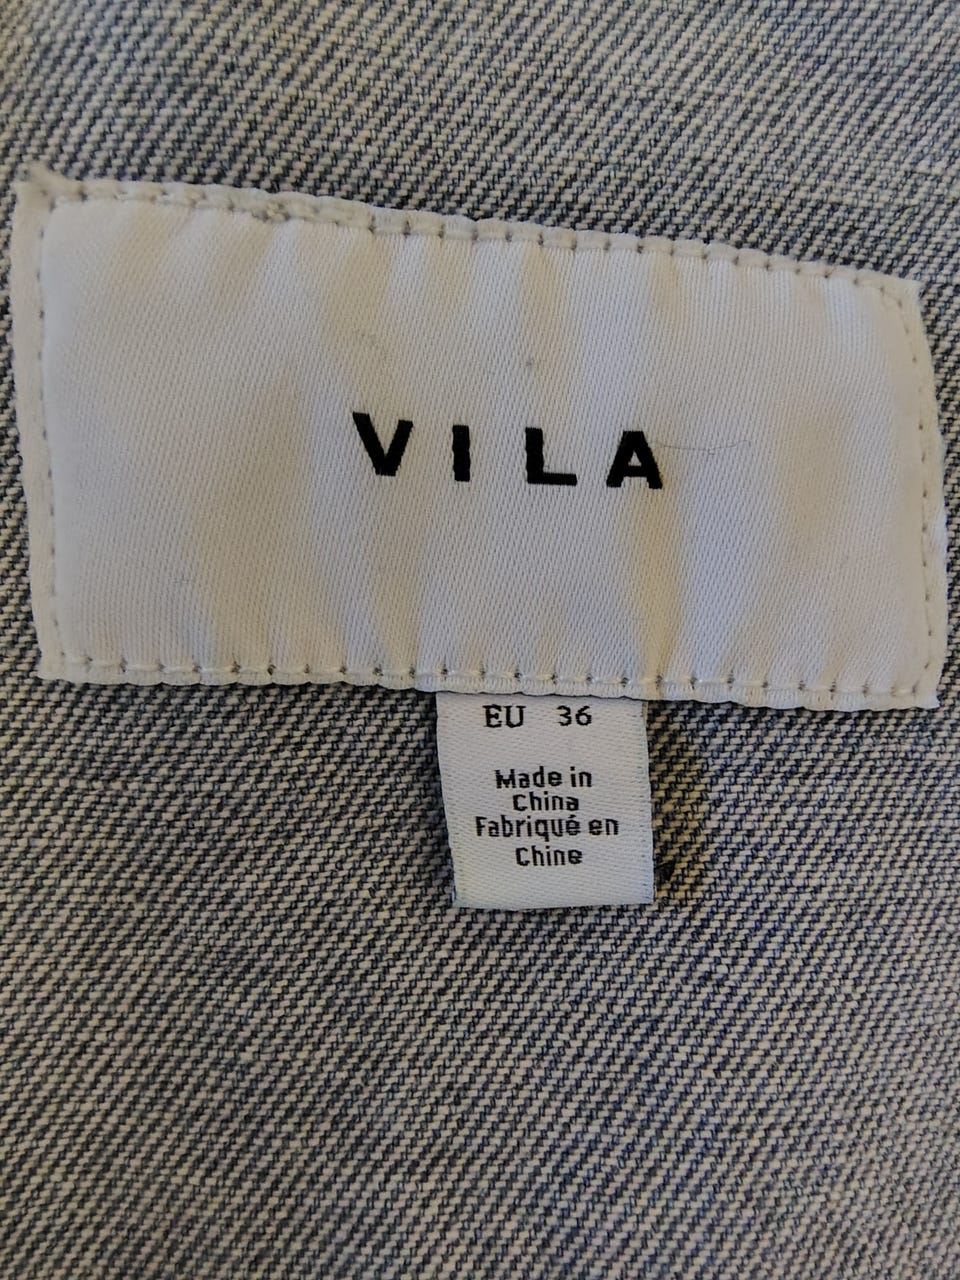 VILA
EU 36
Made in
China
Fabriqué en
Chine